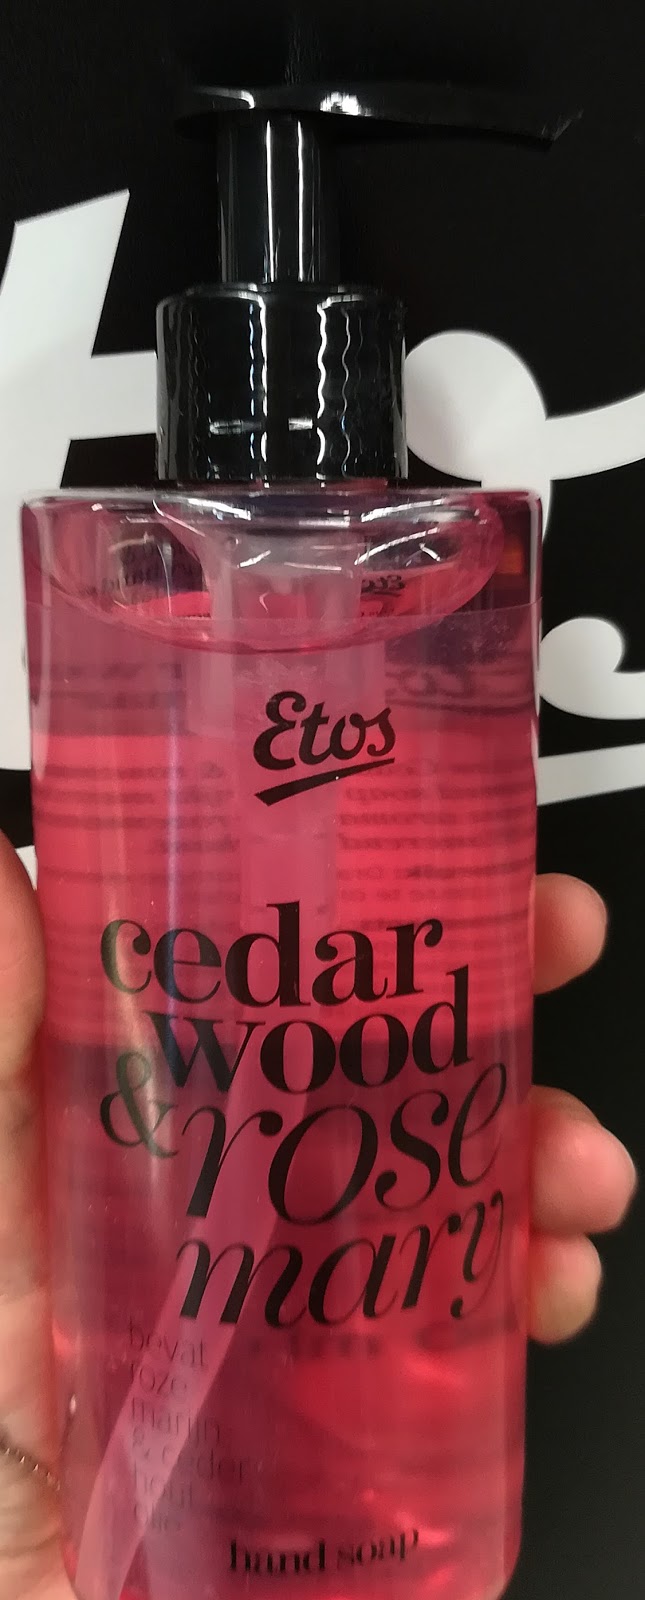 Etos
cedar
wood
& rose
mary
bevat
roze
marijn
& ceder
hout
olie
hand soap